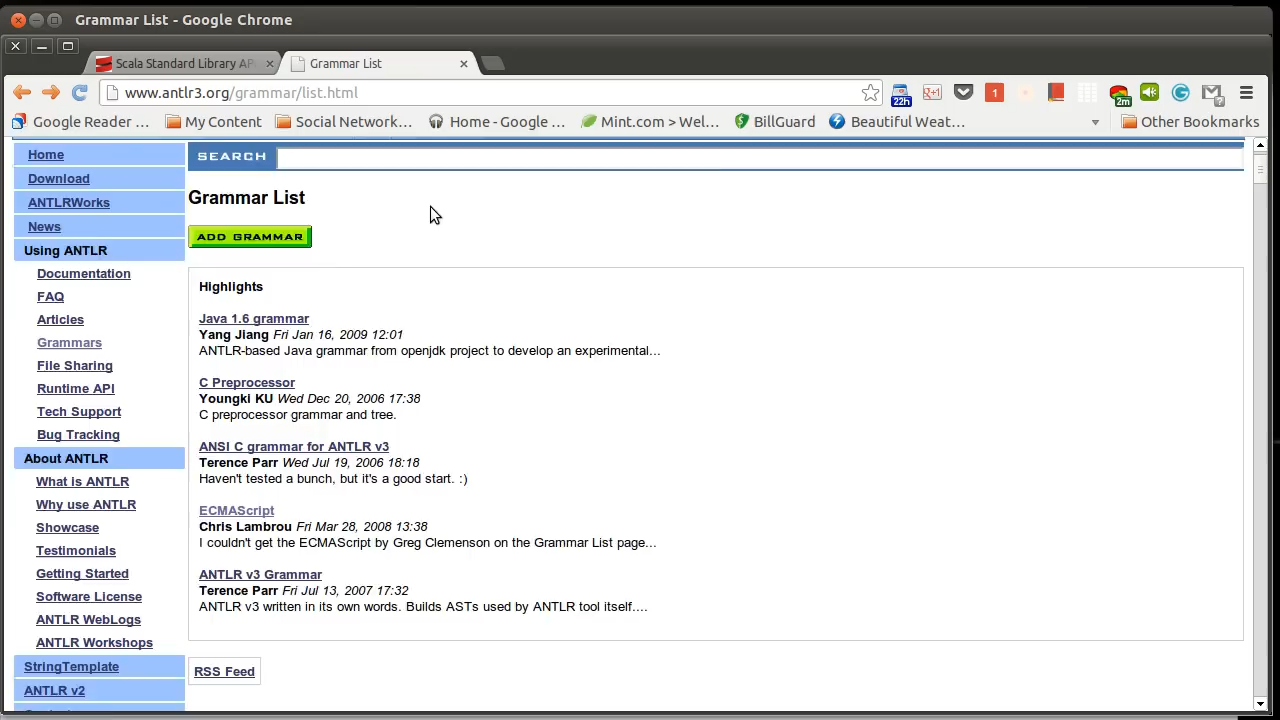 Grammar List - Google Chrome
Scala Standard Library AP
Grammar List
www.antlr3.org/grammar/list.html
22h
g+1
1
2m
?
Google Reader ...
My Content
Social Network...
Home - Google ...
Mint.com > Wel...
BillGuard
Beautiful Weat...
Other Bookmarks
Home
Download
ANTLRWorks
News
Using ANTLR
Documentation
FAQ
Articles
Grammars
File Sharing
Runtime API
Tech Support
Bug Tracking
About ANTLR
What is ANTLR
Why use ANTLR
Showcase
Testimonials
Getting Started
Software License
ANTLR WebLogs
ANTLR Workshops
StringTemplate
ANTLR v2
SEARCH
Grammar List
ADD GRAMMAR
Highlights
Java 1.6 grammar
Yang Jiang Fri Jan 16, 2009 12:01
ANTLR-based Java grammar from openjdk project to develop an experimental...
C Preprocessor
Youngki KU Wed Dec 20, 2006 17:38
C preprocessor grammar and tree.
ANSI C grammar for ANTLR v3
Terence Parr Wed Jul 19, 2006 18:18
Haven't tested a bunch, but it's a good start. :)
ECMAScript
Chris Lambrou Fri Mar 28, 2008 13:38
I couldn't get the ECMAScript by Greg Clemenson on the Grammar List page...
ANTLR v3 Grammar
Terence Parr Fri Jul 13, 2007 17:32
ANTLR v3 written in its own words. Builds ASTs used by ANTLR tool itself....
RSS Feed